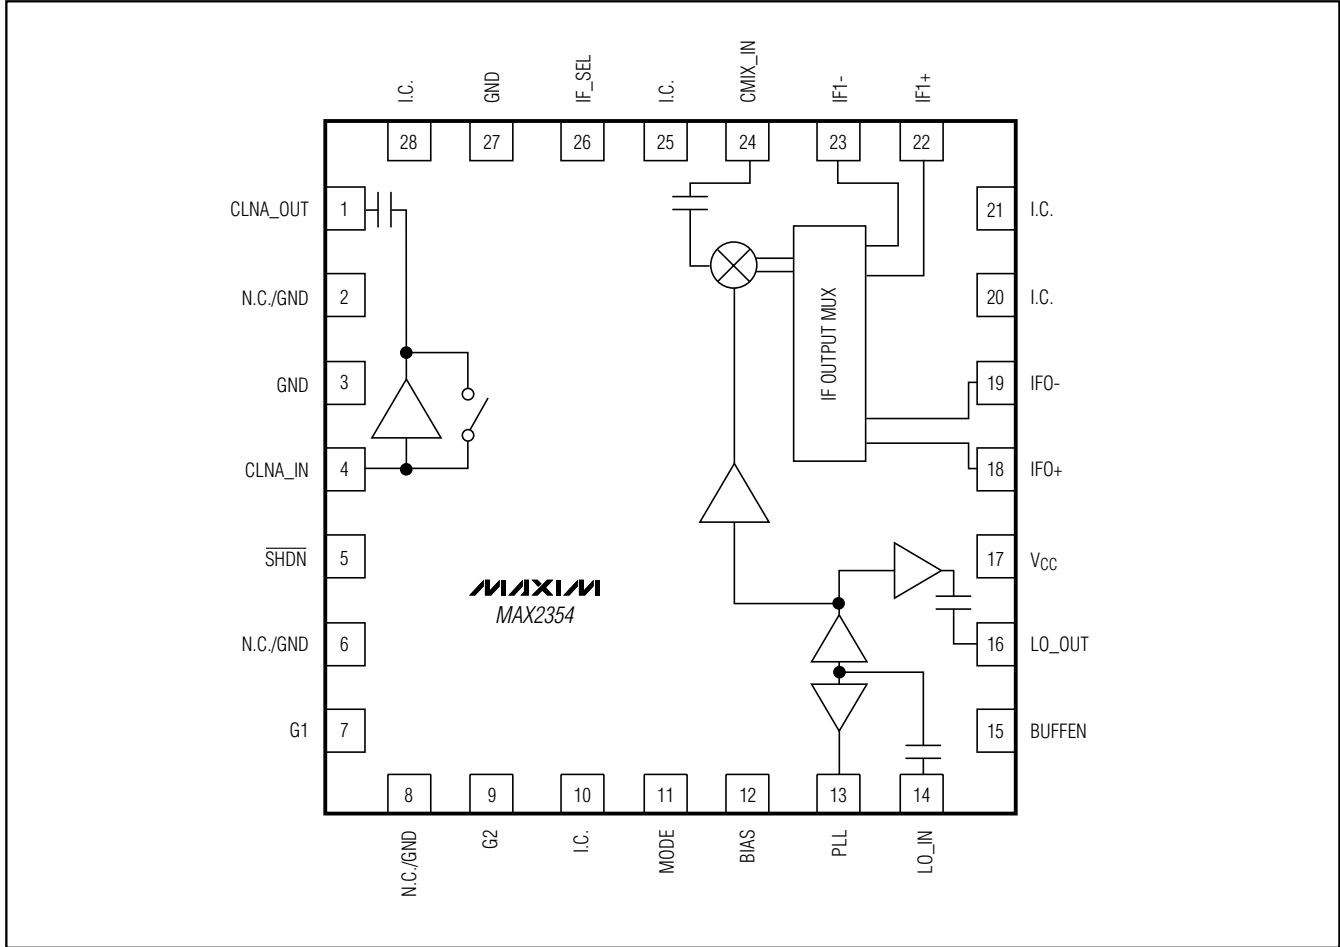 I.C.
GND
IF_SEL
I.C.
CMIX_IN
IF1-
IF1+
28
27
26
25
24
23
22
CLNA_OUT
1
21
I.C.
N.C./GND
2
20
I.C.
IF OUTPUT MUX
GND
3
19
IF0-
CLNA_IN
4
18
IF0+
SHDN
5
17
VCC
MAXIM
MAX2354
N.C./GND
6
16
LO_OUT
G1
7
15
BUFFEN
8
9
10
11
12
13
14
N.C./GND
G2
I.C.
MODE
BIAS
PLL
LO_IN